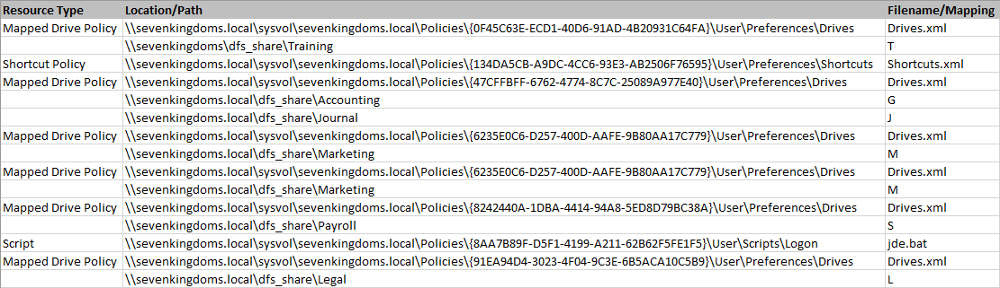 Resource Type Location/Path Filename/Mapping
Mapped Drive Policy \\sevenkingdoms.local\sysvol\sevenkingdoms.local\Policies\{0F45C63E-ECD1-40D6-91AD-4B20931C64FA}\User\Preferences\Drives Drives.xml
\\sevenkingdoms\dfs_share\Training T
Shortcut Policy \\sevenkingdoms.local\sysvol\sevenkingdoms.local\Policies\{134DA5CB-A9DC-4CC6-93E3-AB2506F76595}\User\Preferences\Shortcuts Shortcuts.xml
Mapped Drive Policy \\sevenkingdoms.local\sysvol\sevenkingdoms.local\Policies\{47CFFBFF-6762-4774-8C7C-25089A977E40}\User\Preferences\Drives Drives.xml
\\sevenkingdoms.local\dfs_share\Accounting G
\\sevenkingdoms.local\dfs_share\Journal J
Mapped Drive Policy \\sevenkingdoms.local\sysvol\sevenkingdoms.local\Policies\{6235E0C6-D257-400D-AAFE-9B80AA17C779}\User\Preferences\Drives Drives.xml
\\sevenkingdoms.local\dfs_share\Marketing M
Mapped Drive Policy \\sevenkingdoms.local\sysvol\sevenkingdoms.local\Policies\{6235E0C6-D257-400D-AAFE-9B80AA17C779}\User\Preferences\Drives Drives.xml
\\sevenkingdoms.local\dfs_share\Marketing M
Mapped Drive Policy \\sevenkingdoms.local\sysvol\sevenkingdoms.local\Policies\{8242440A-1DBA-4414-94A8-5ED8D79BC38A}\User\Preferences\Drives Drives.xml
\\sevenkingdoms.local\dfs_share\Payroll S
Script \\sevenkingdoms.local\sysvol\sevenkingdoms.local\Policies\{8AA7B89F-D5F1-4199-A211-62B62F5FE1F5}\User\Scripts\Logon jde.bat
Mapped Drive Policy \\sevenkingdoms.local\sysvol\sevenkingdoms.local\Policies\{91EA94D4-3023-4F04-9C3E-6B5ACA10C5B9}\User\Preferences\Drives Drives.xml
\\sevenkingdoms.local\dfs_share\Legal L